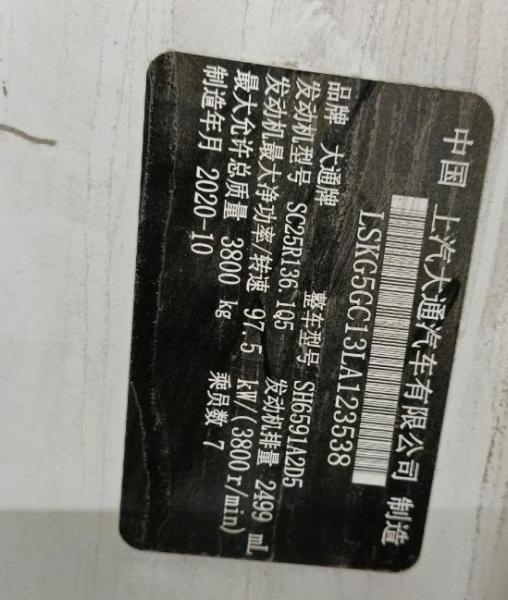 中国 上汽大通汽车有限公司 制造
LSKG5GC13LA123538
品牌 大通牌 整车型号 SH6591A2D5
发动机型号 SC25R136.1Q5 发动机排量 2499 mL
发动机最大净功率/转速 97.5 kW/(3800r/min)
最大允许总质量 3800 kg 乘员数 7
制造年月 2020-10